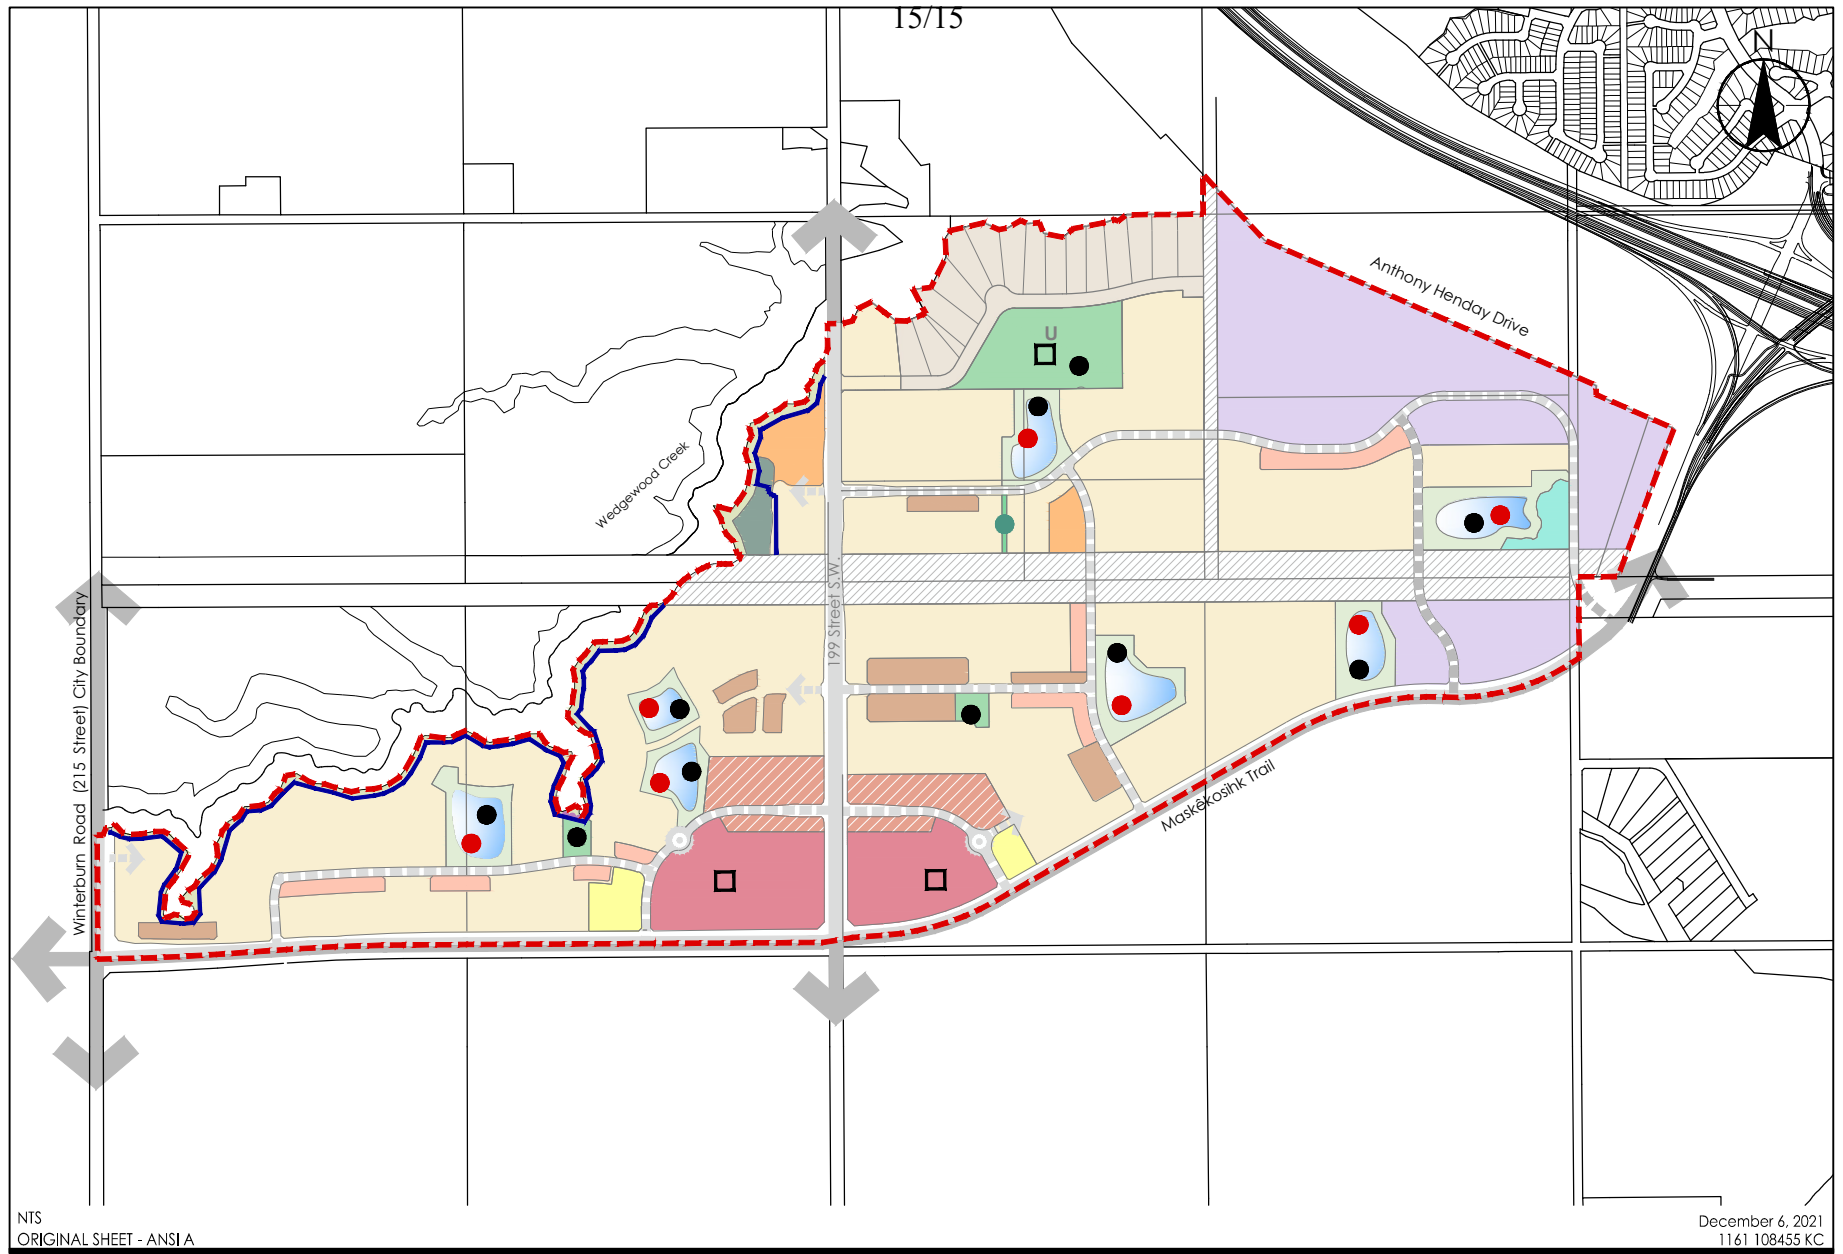 15/15
N
Anthony Henday Drive
U
Wedgewood Creek
199 Street S.W.
Winterburn Road (215 Street) City Boundary
Maskêkosihk Trail
NTS
ORIGINAL SHEET - ANSI A
December 6, 2021
1161 108455 KC